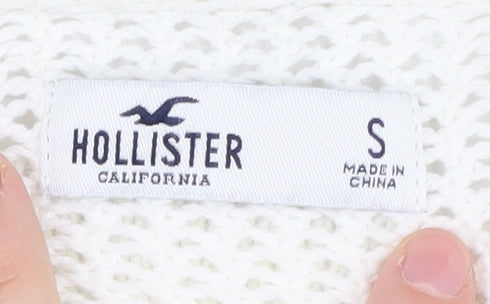 HOLLISTER
CALIFORNIA
S
MADE IN
CHINA